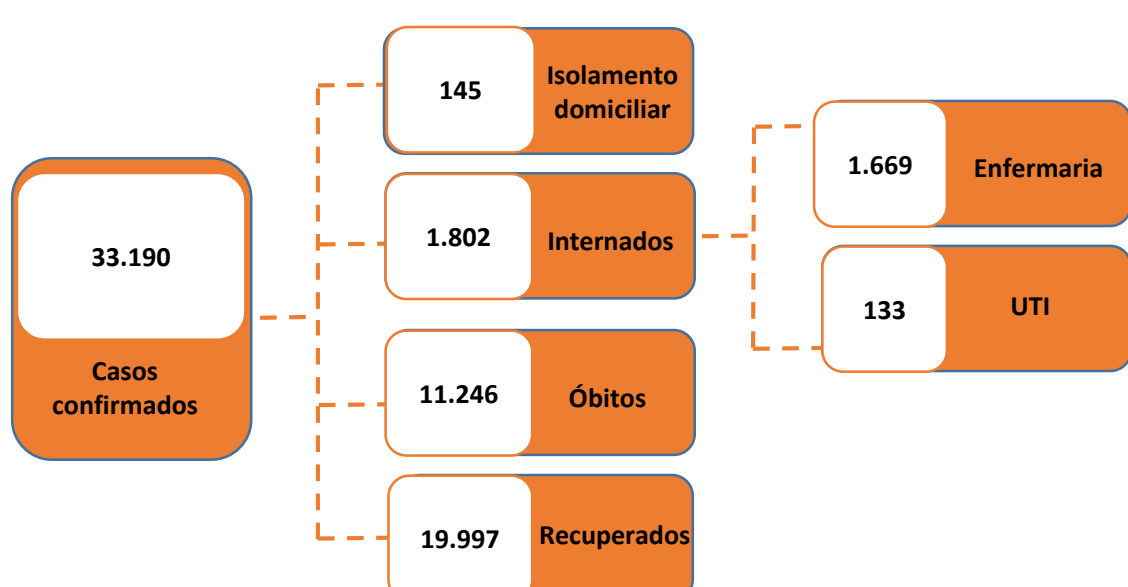 33.190
Casos
confirmados
145
Isolamento
domiciliar
1.802
Internados
11.246
Óbitos
19.997
Recuperados
1.669
Enfermaria
133
UTI